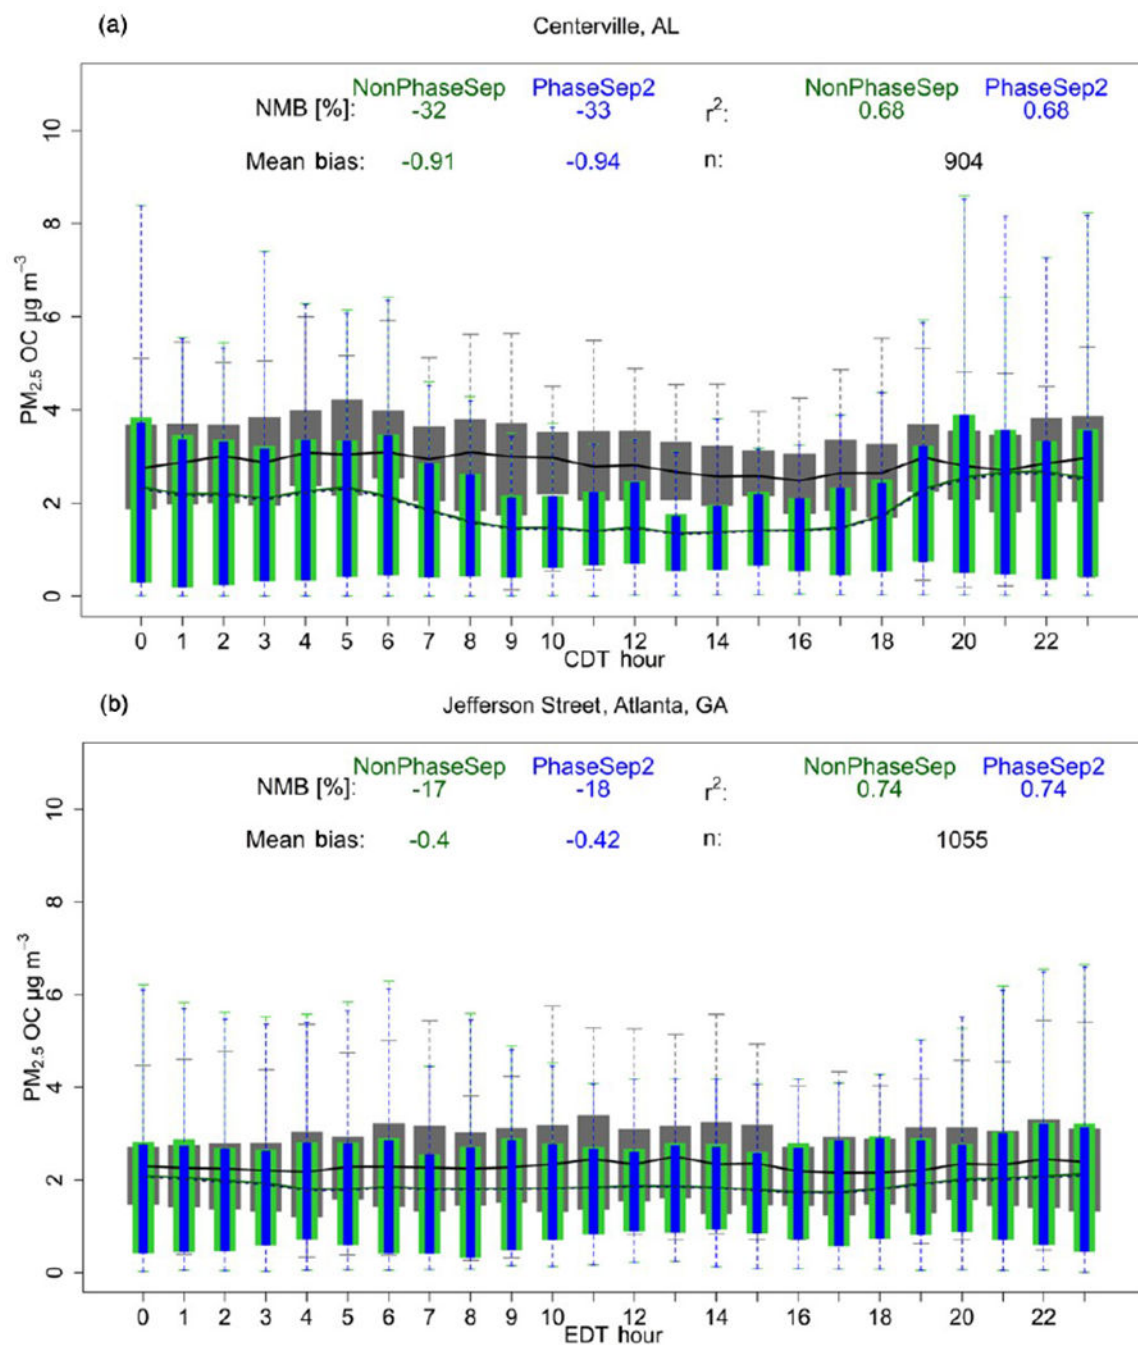 (a)
Centerville, AL
NonPhaseSep PhaseSep2 NonPhaseSep PhaseSep2
NMB [%]: -32 -33 r²: 0.68 0.68
Mean bias: -0.91 -0.94 n: 904
10
8
6
4
2
0
PM₂.₅ OC µg m⁻³
0 1 2 3 4 5 6 7 8 9 10 12 14 16 18 20 22
CDT hour
(b)
Jefferson Street, Atlanta, GA
NonPhaseSep PhaseSep2 NonPhaseSep PhaseSep2
NMB [%]: -17 -18 r²: 0.74 0.74
Mean bias: -0.4 -0.42 n: 1055
10
8
6
4
2
0
PM₂.₅ OC µg m⁻³
0 1 2 3 4 5 6 7 8 9 10 12 14 16 18 20 22
EDT hour